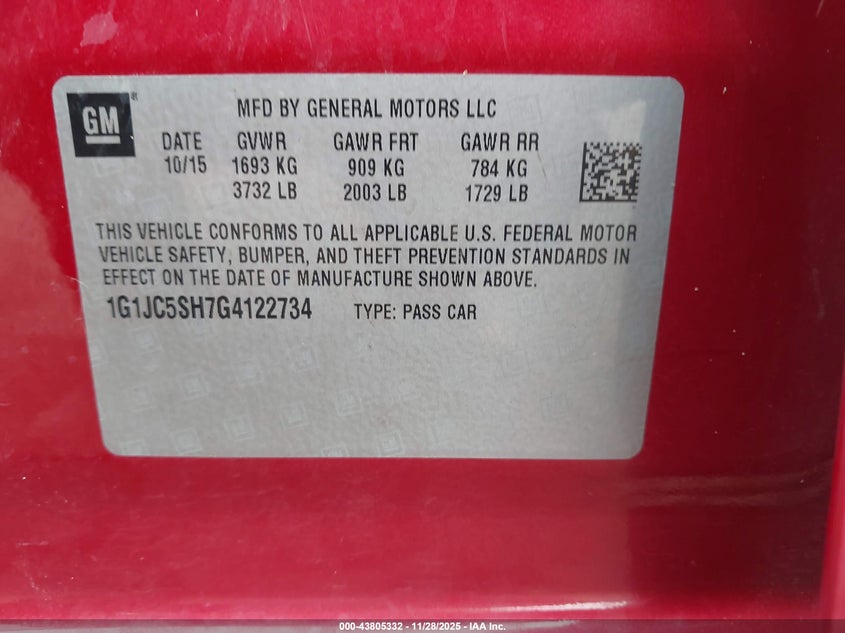 GM
MFD BY GENERAL MOTORS LLC
DATE GVWR GAWR FRT GAWR RR
10/15 1693 KG 909 KG 784 KG
3732 LB 2003 LB 1729 LB
THIS VEHICLE CONFORMS TO ALL APPLICABLE U.S. FEDERAL MOTOR
VEHICLE SAFETY, BUMPER, AND THEFT PREVENTION STANDARDS IN
EFFECT ON THE DATE OF MANUFACTURE SHOWN ABOVE.
1G1JC5SH7G4122734 TYPE: PASS CAR
000-43805332 - 11/28/2025 - IAA Inc.